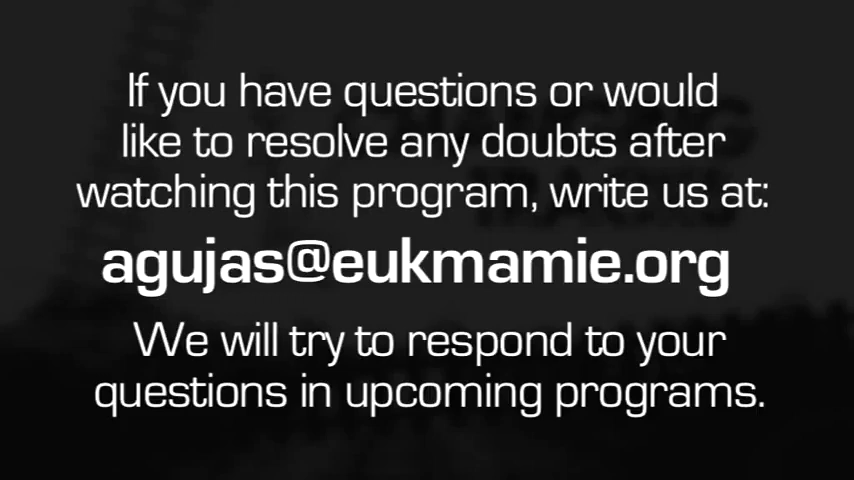 If you have questions or would
like to resolve any doubts after
watching this program, write us at:
agujas@eukmamie.org
We will try to respond to your
questions in upcoming programs.